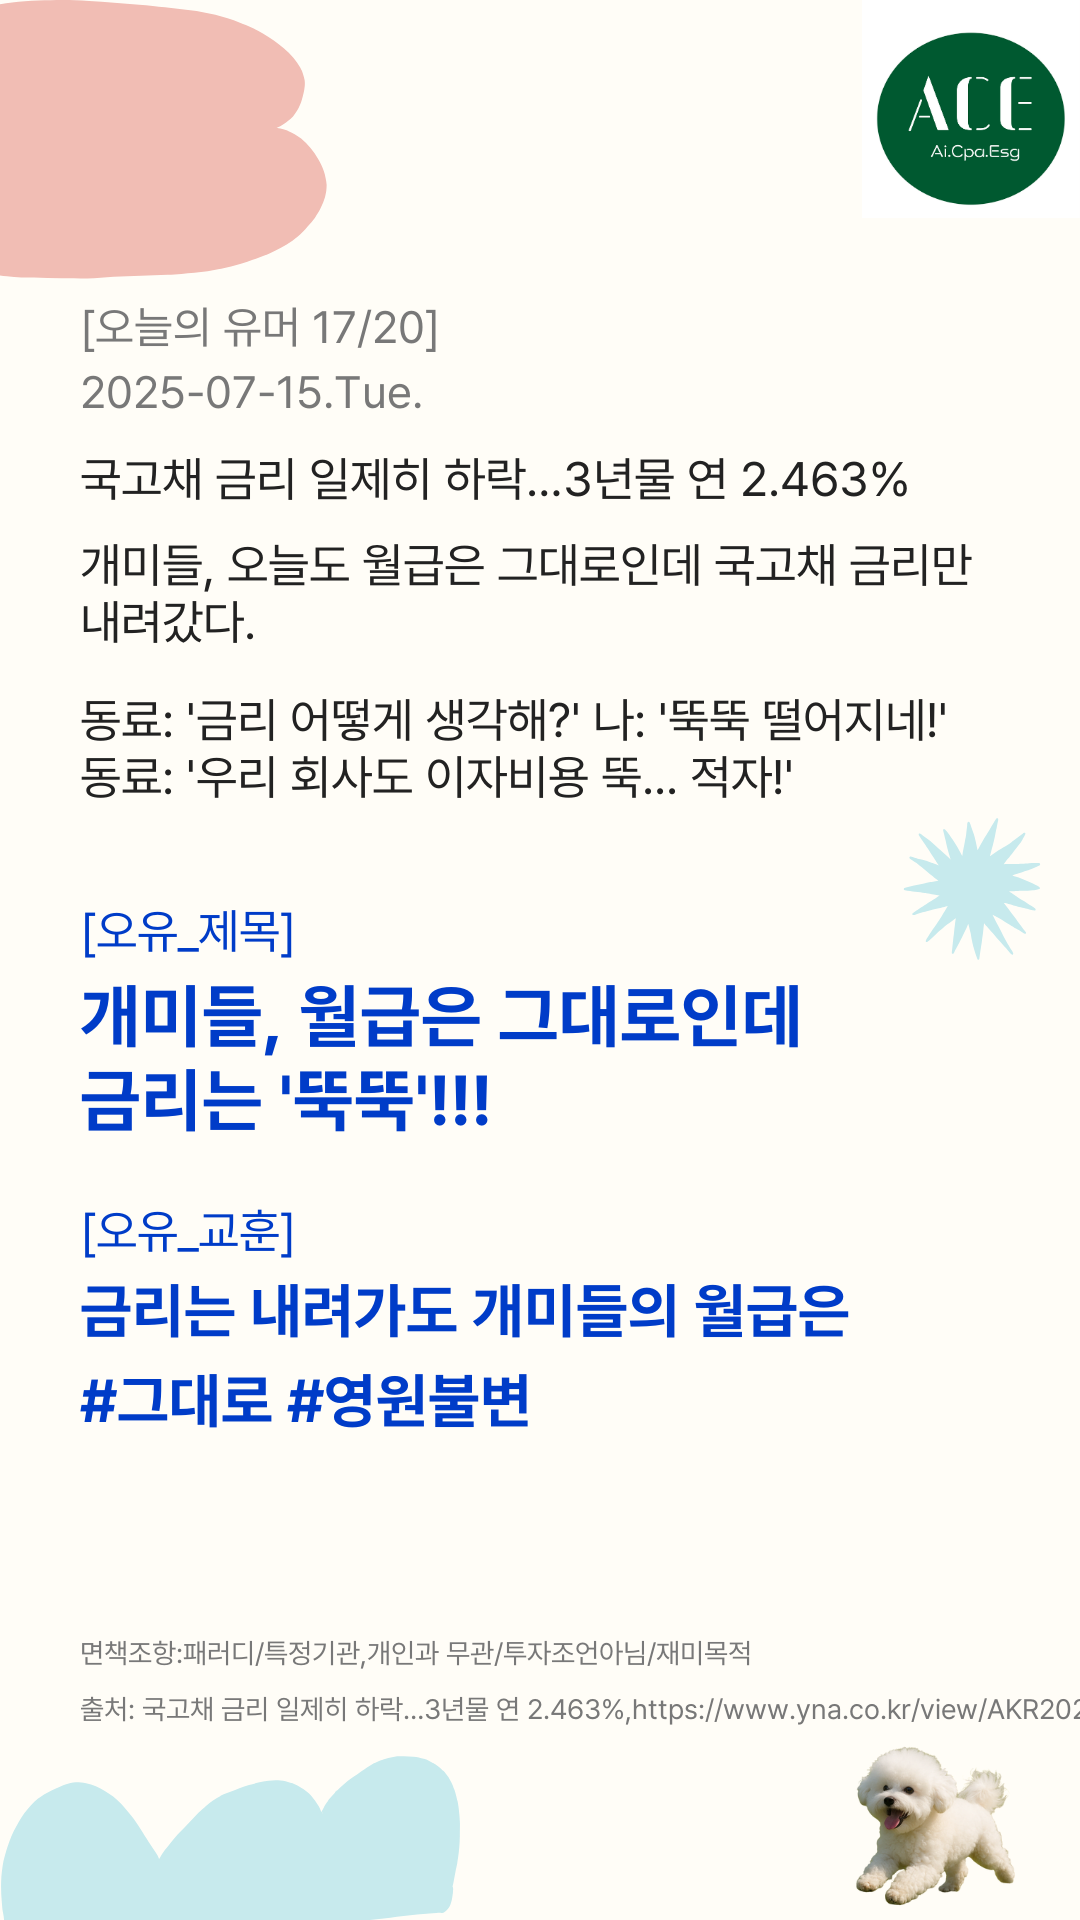 ACE
Ai.Cpa.Esg
[오늘의 유머 17/20]
2025-07-15.Tue.
국고채 금리 일제히 하락...3년물 연 2.463%
개미들, 오늘도 월급은 그대로인데 국고채 금리만
내려갔다.
동료: '금리 어떻게 생각해?' 나: '뚝뚝 떨어지네!'
동료: '우리 회사도 이자비용 뚝... 적자!'
[오유_제목]
개미들, 월급은 그대로인데
금리는 '뚝뚝'!!!
[오유_교훈]
금리는 내려가도 개미들의 월급은
#그대로 #영원불변
면책조항:패러디/특정기관,개인과 무관/투자조언아님/재미목적
출처: 국고채 금리 일제히 하락...3년물 연 2.463%,https://www.yna.co.kr/view/AKR202